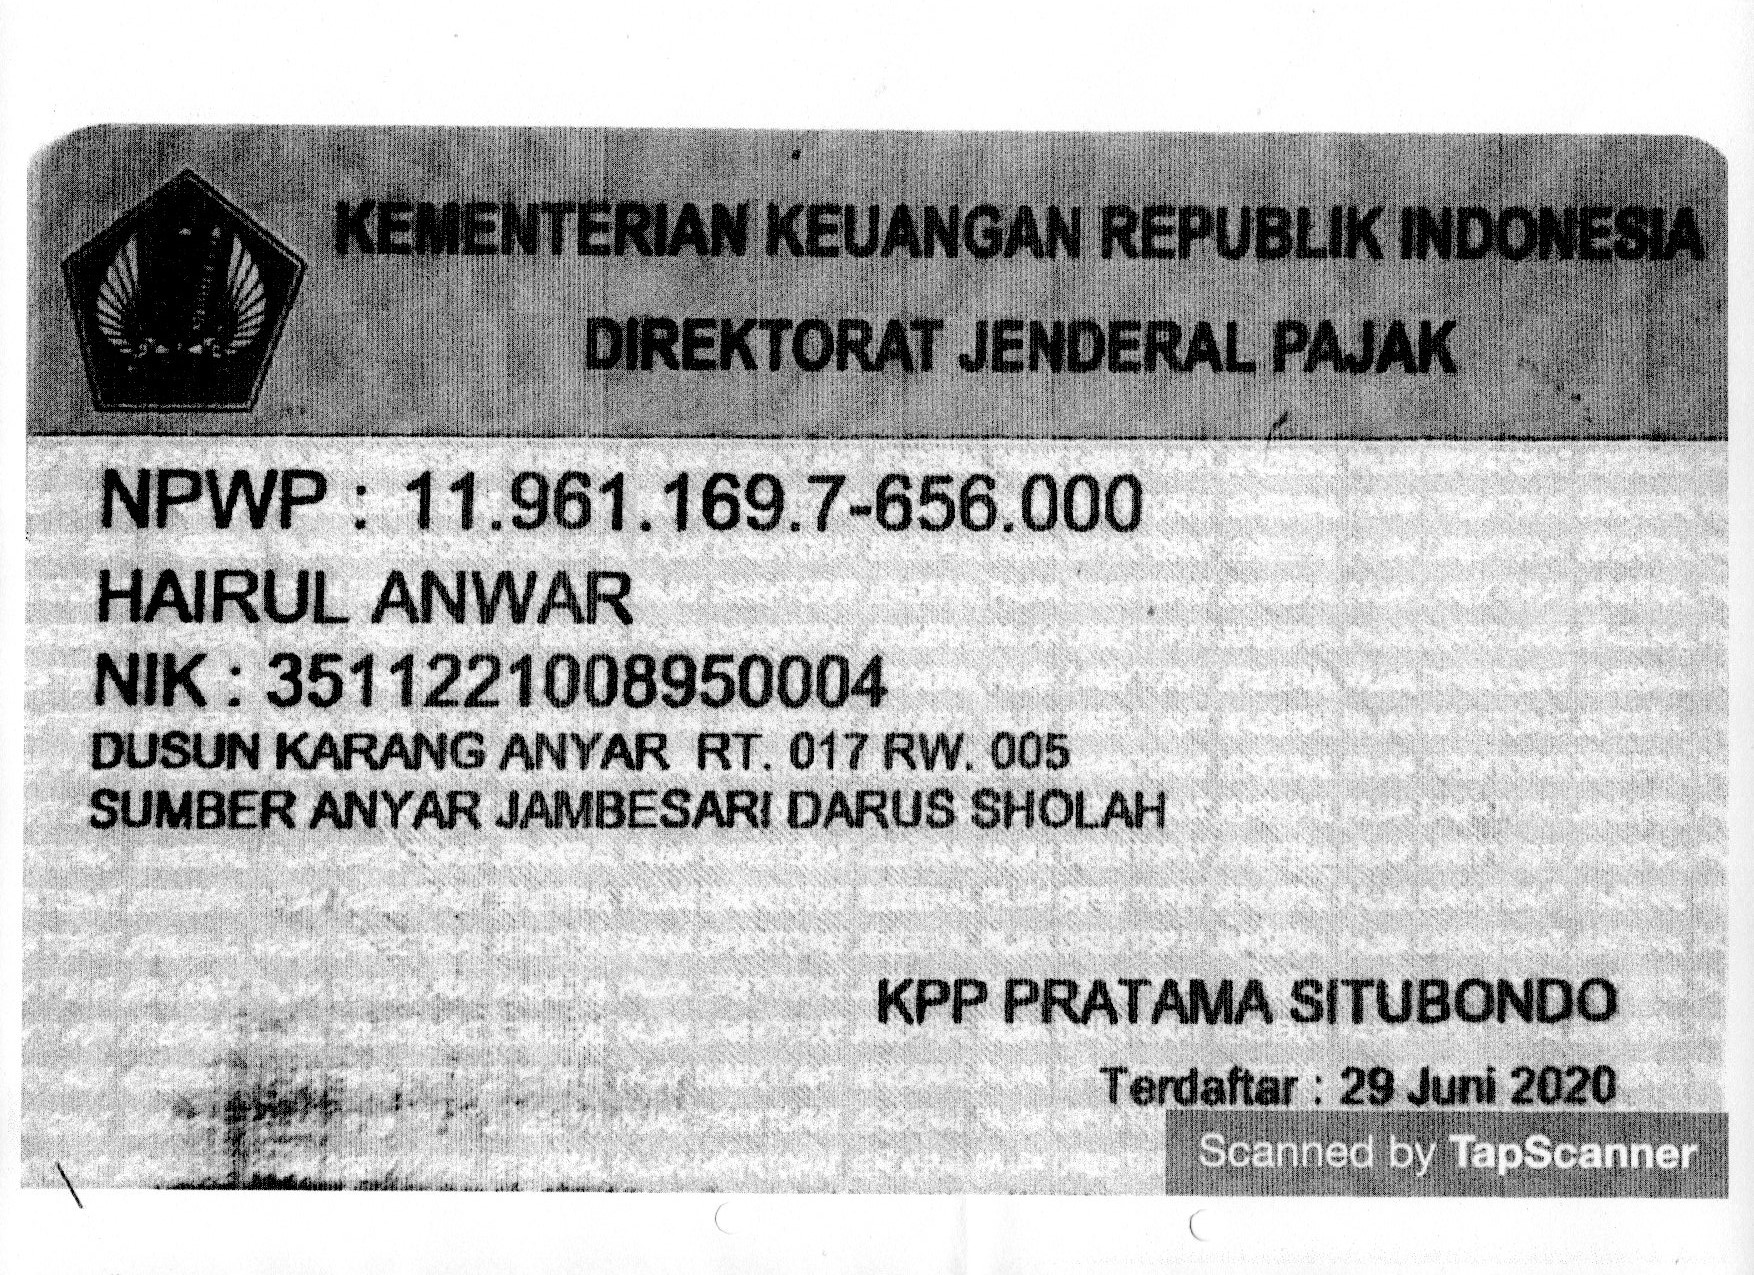 KEMENTERIAN KEUANGAN REPUBLIK INDONESIA
DIREKTORAT JENDERAL PAJAK
NPWP : 11.961.169.7-656.000
HAIRUL ANWAR
NIK : 3511221008950004
DUSUN KARANG ANYAR RT. 017 RW. 005
SUMBER ANYAR JAMBESARI DARUS SHOLAH
KPP PRATAMA SITUBONDO
Terdaftar : 29 Juni 2020
Scanned by TapScanner